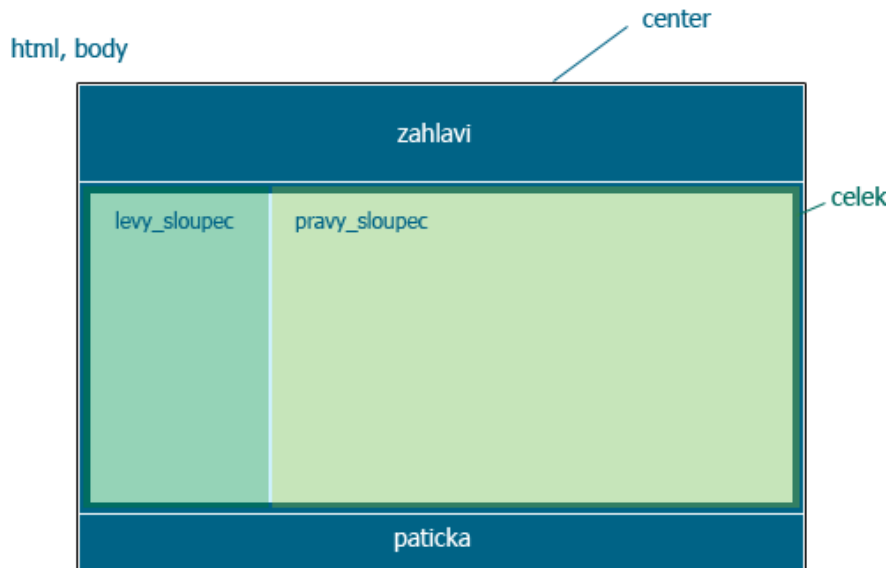 center
html, body
zahlavi
celek
levy_sloupec
pravy_sloupec
paticka